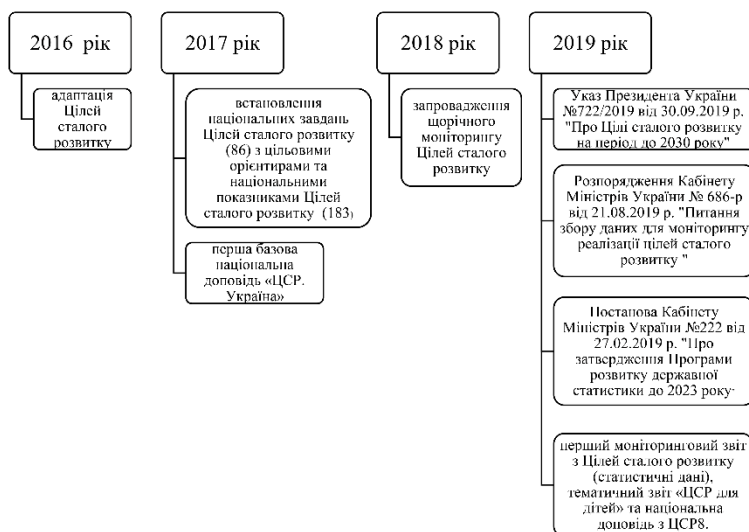 2016 рік
адаптація
Цілей
сталого
розвитку
2017 рік
встановлення
національних завдань
Цілей сталого розвитку
(86) з цільовими
орієнтирами та
національними
показниками Цілей
сталого розвитку (183)
перша базова
національна
доповідь «ЦСР.
Україна»
2018 рік
запровадження
щорічного
моніторингу
Цілей сталого
розвитку
2019 рік
Указ Президента України
№722/2019 від 30.09.2019 р.
"Про Цілі сталого розвитку
на період до 2030 року"
Розпорядження Кабінету
Міністрів України № 686-р
від 21.08.2019 р. "Питання
збору даних для моніторингу
реалізації цілей сталого
розвитку "
Постанова Кабінету
Міністрів України №222 від
27.02.2019 р. "Про
затвердження Програми
розвитку державної
статистики до 2023 року"
перший моніторинговий звіт
з Цілей сталого розвитку
(статистичні дані),
тематичний звіт «ЦСР для
дітей» та національна
доповідь з ЦСР8.